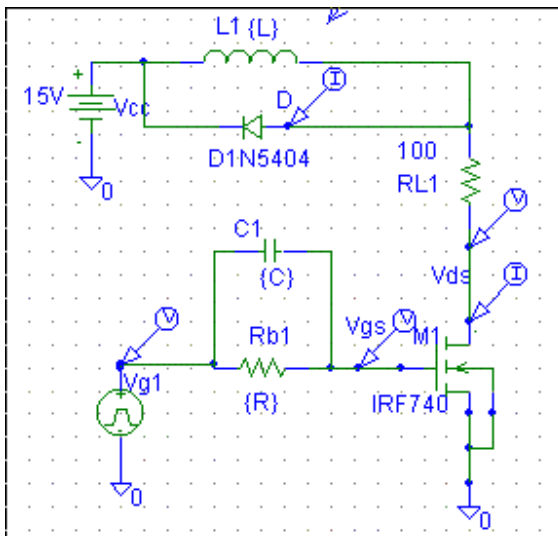 L1 {L}
15V
Vcc
D
D1N5404
0
100
RL1
C1
{C}
Vds
Rb1
Vgs
M1
Vg1
{R}
IRF740
0
0